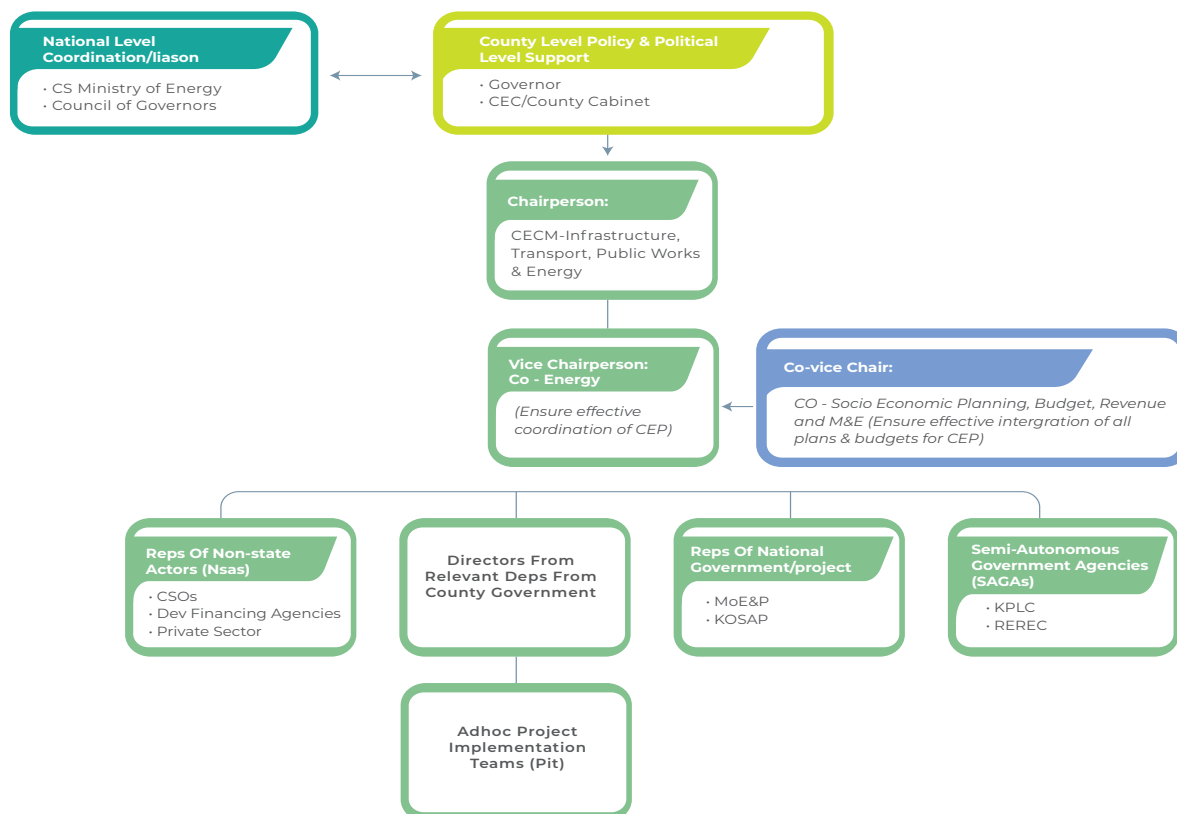 National Level
Coordination/liason
• CS Ministry of Energy
• Council of Governors
County Level Policy & Political
Level Support
• Governor
• CEC/County Cabinet
Chairperson:
CECM-Infrastructure,
Transport, Public Works
& Energy
Vice Chairperson:
Co - Energy
(Ensure effective
coordination of CEP)
Co-vice Chair:
CO - Socio Economic Planning, Budget, Revenue
and M&E (Ensure effective intergration of all
plans & budgets for CEP)
Reps Of Non-state
Actors (Nsas)
• CSOs
• Dev Financing Agencies
• Private Sector
Directors From
Relevant Deps From
County Government
Reps Of National
Government/project
• MoE&P
• KOSAP
Semi-Autonomous
Government Agencies
(SAGAs)
• KPLC
• REREC
Adhoc Project
Implementation
Teams (Pit)